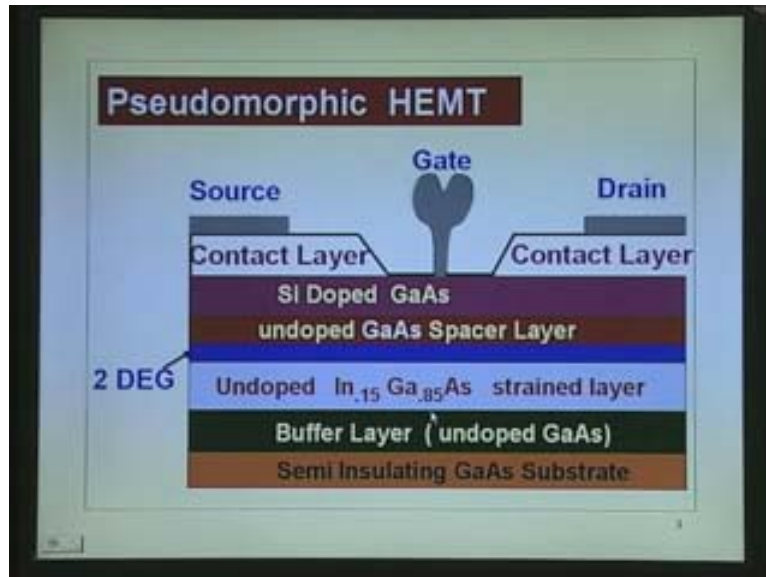 Pseudomorphic HEMT
Gate
Source
Drain
Contact Layer
Contact Layer
Si Doped GaAs
undoped GaAs Spacer Layer
2 DEG
Undoped In.15 Ga.85As strained layer
Buffer Layer ( undoped GaAs)
Semi Insulating GaAs Substrate